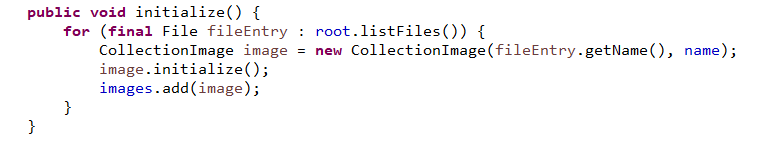 public void initialize() {
    for (final File fileEntry : root.listFiles()) {
        CollectionImage image = new CollectionImage(fileEntry.getName(), name);
        image.initialize();
        images.add(image);
    }
}